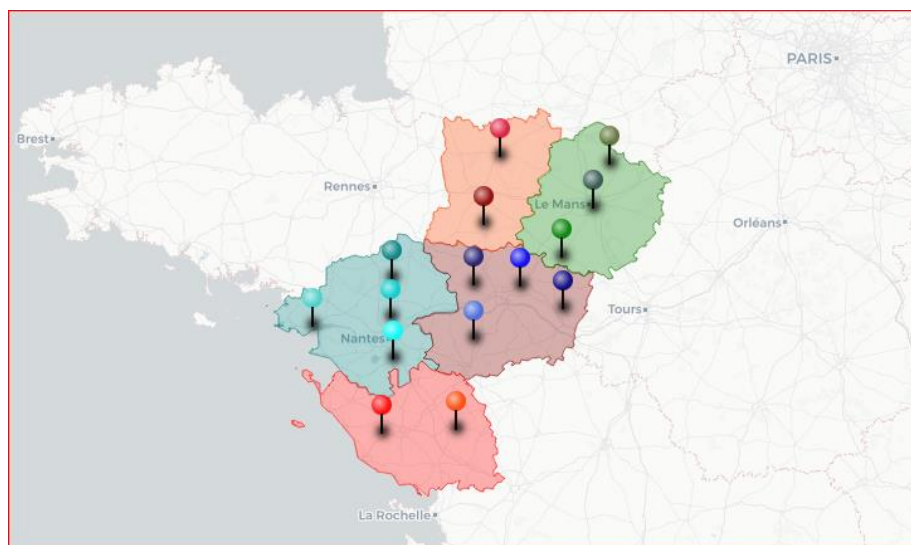 PARIS
Brest
Rennes
Le Mans
Orléans
Tours
Nantes
La Rochelle